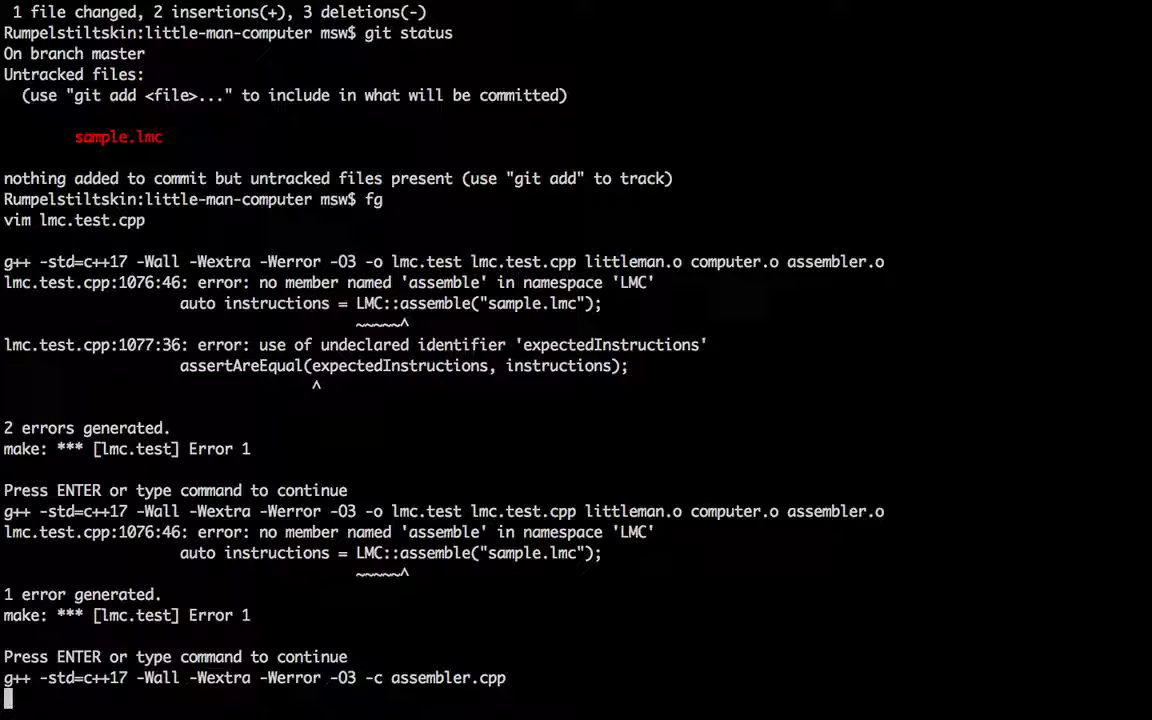 1 file changed, 2 insertions(+), 3 deletions(-)
Rumpelstiltskin:little-man-computer msw$ git status
On branch master
Untracked files:
  (use "git add <file>..." to include in what will be committed)

        sample.lmc

nothing added to commit but untracked files present (use "git add" to track)
Rumpelstiltskin:little-man-computer msw$ fg
vim lmc.test.cpp

g++ -std=c++17 -Wall -Wextra -Werror -O3 -o lmc.test lmc.test.cpp littleman.o computer.o assembler.o
lmc.test.cpp:1076:46: error: no member named 'assemble' in namespace 'LMC'
                    auto instructions = LMC::assemble("sample.lmc");
                                        ~~~~~^
lmc.test.cpp:1077:36: error: use of undeclared identifier 'expectedInstructions'
                    assertAreEqual(expectedInstructions, instructions);
                                   ^

2 errors generated.
make: *** [lmc.test] Error 1

Press ENTER or type command to continue
g++ -std=c++17 -Wall -Wextra -Werror -O3 -o lmc.test lmc.test.cpp littleman.o computer.o assembler.o
lmc.test.cpp:1076:46: error: no member named 'assemble' in namespace 'LMC'
                    auto instructions = LMC::assemble("sample.lmc");
                                        ~~~~~^
1 error generated.
make: *** [lmc.test] Error 1

Press ENTER or type command to continue
g++ -std=c++17 -Wall -Wextra -Werror -O3 -c assembler.cpp